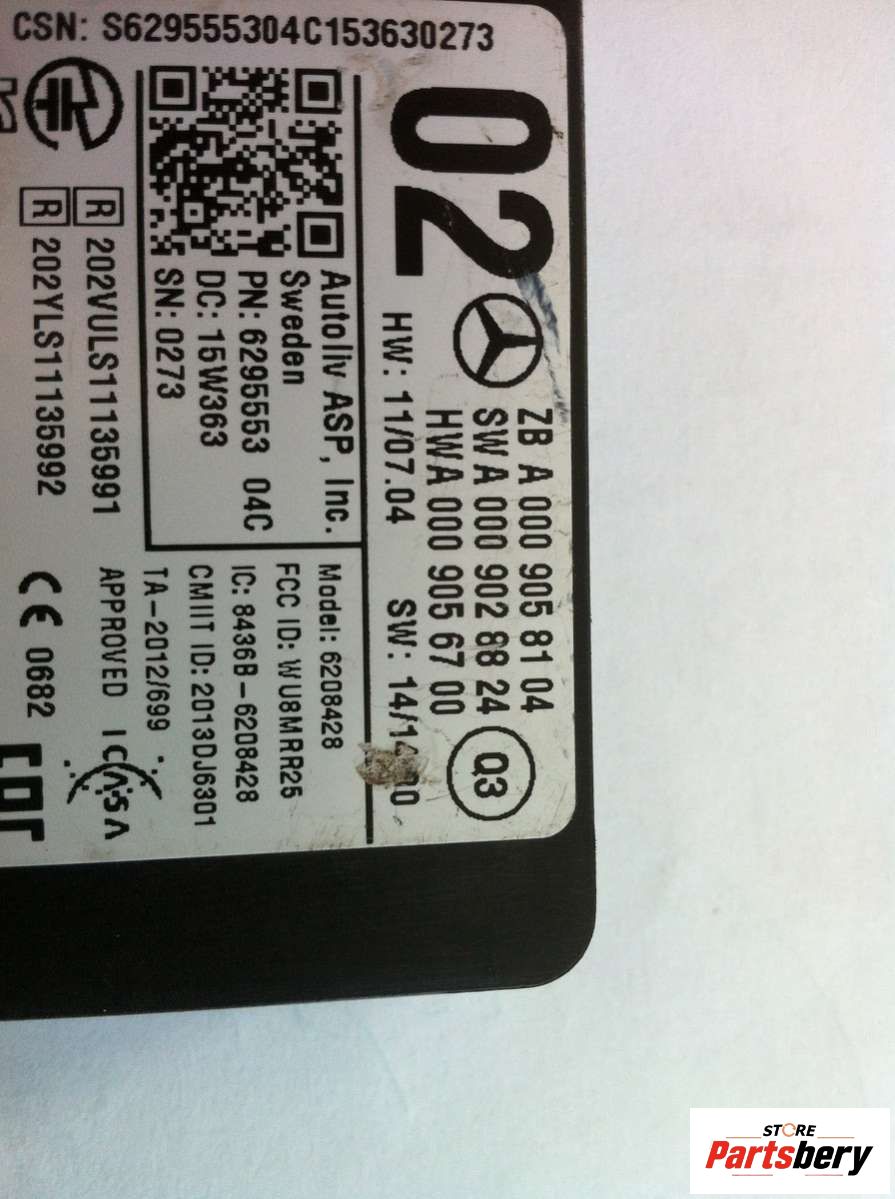 CSN: S629555304C153630273
02
ZB A 000 905 81 04
SW A 000 902 88 24
HWA 000 905 67 00
Q3
HW: 11/07.04 SW: 14/
Autoliv ASP, Inc.
Sweden
PN: 6295553 04C
DC: 15W363
SN: 0273
Model: 6208428
FCC ID: WU8MRR25
IC: 8436B-6208428
CMIIT ID: 2013DJ6301
R 202VULS11135991
R 202YLS11135992
TA-2012/699
APPROVED
ICASA
CE 0682
STORE
Partsbery